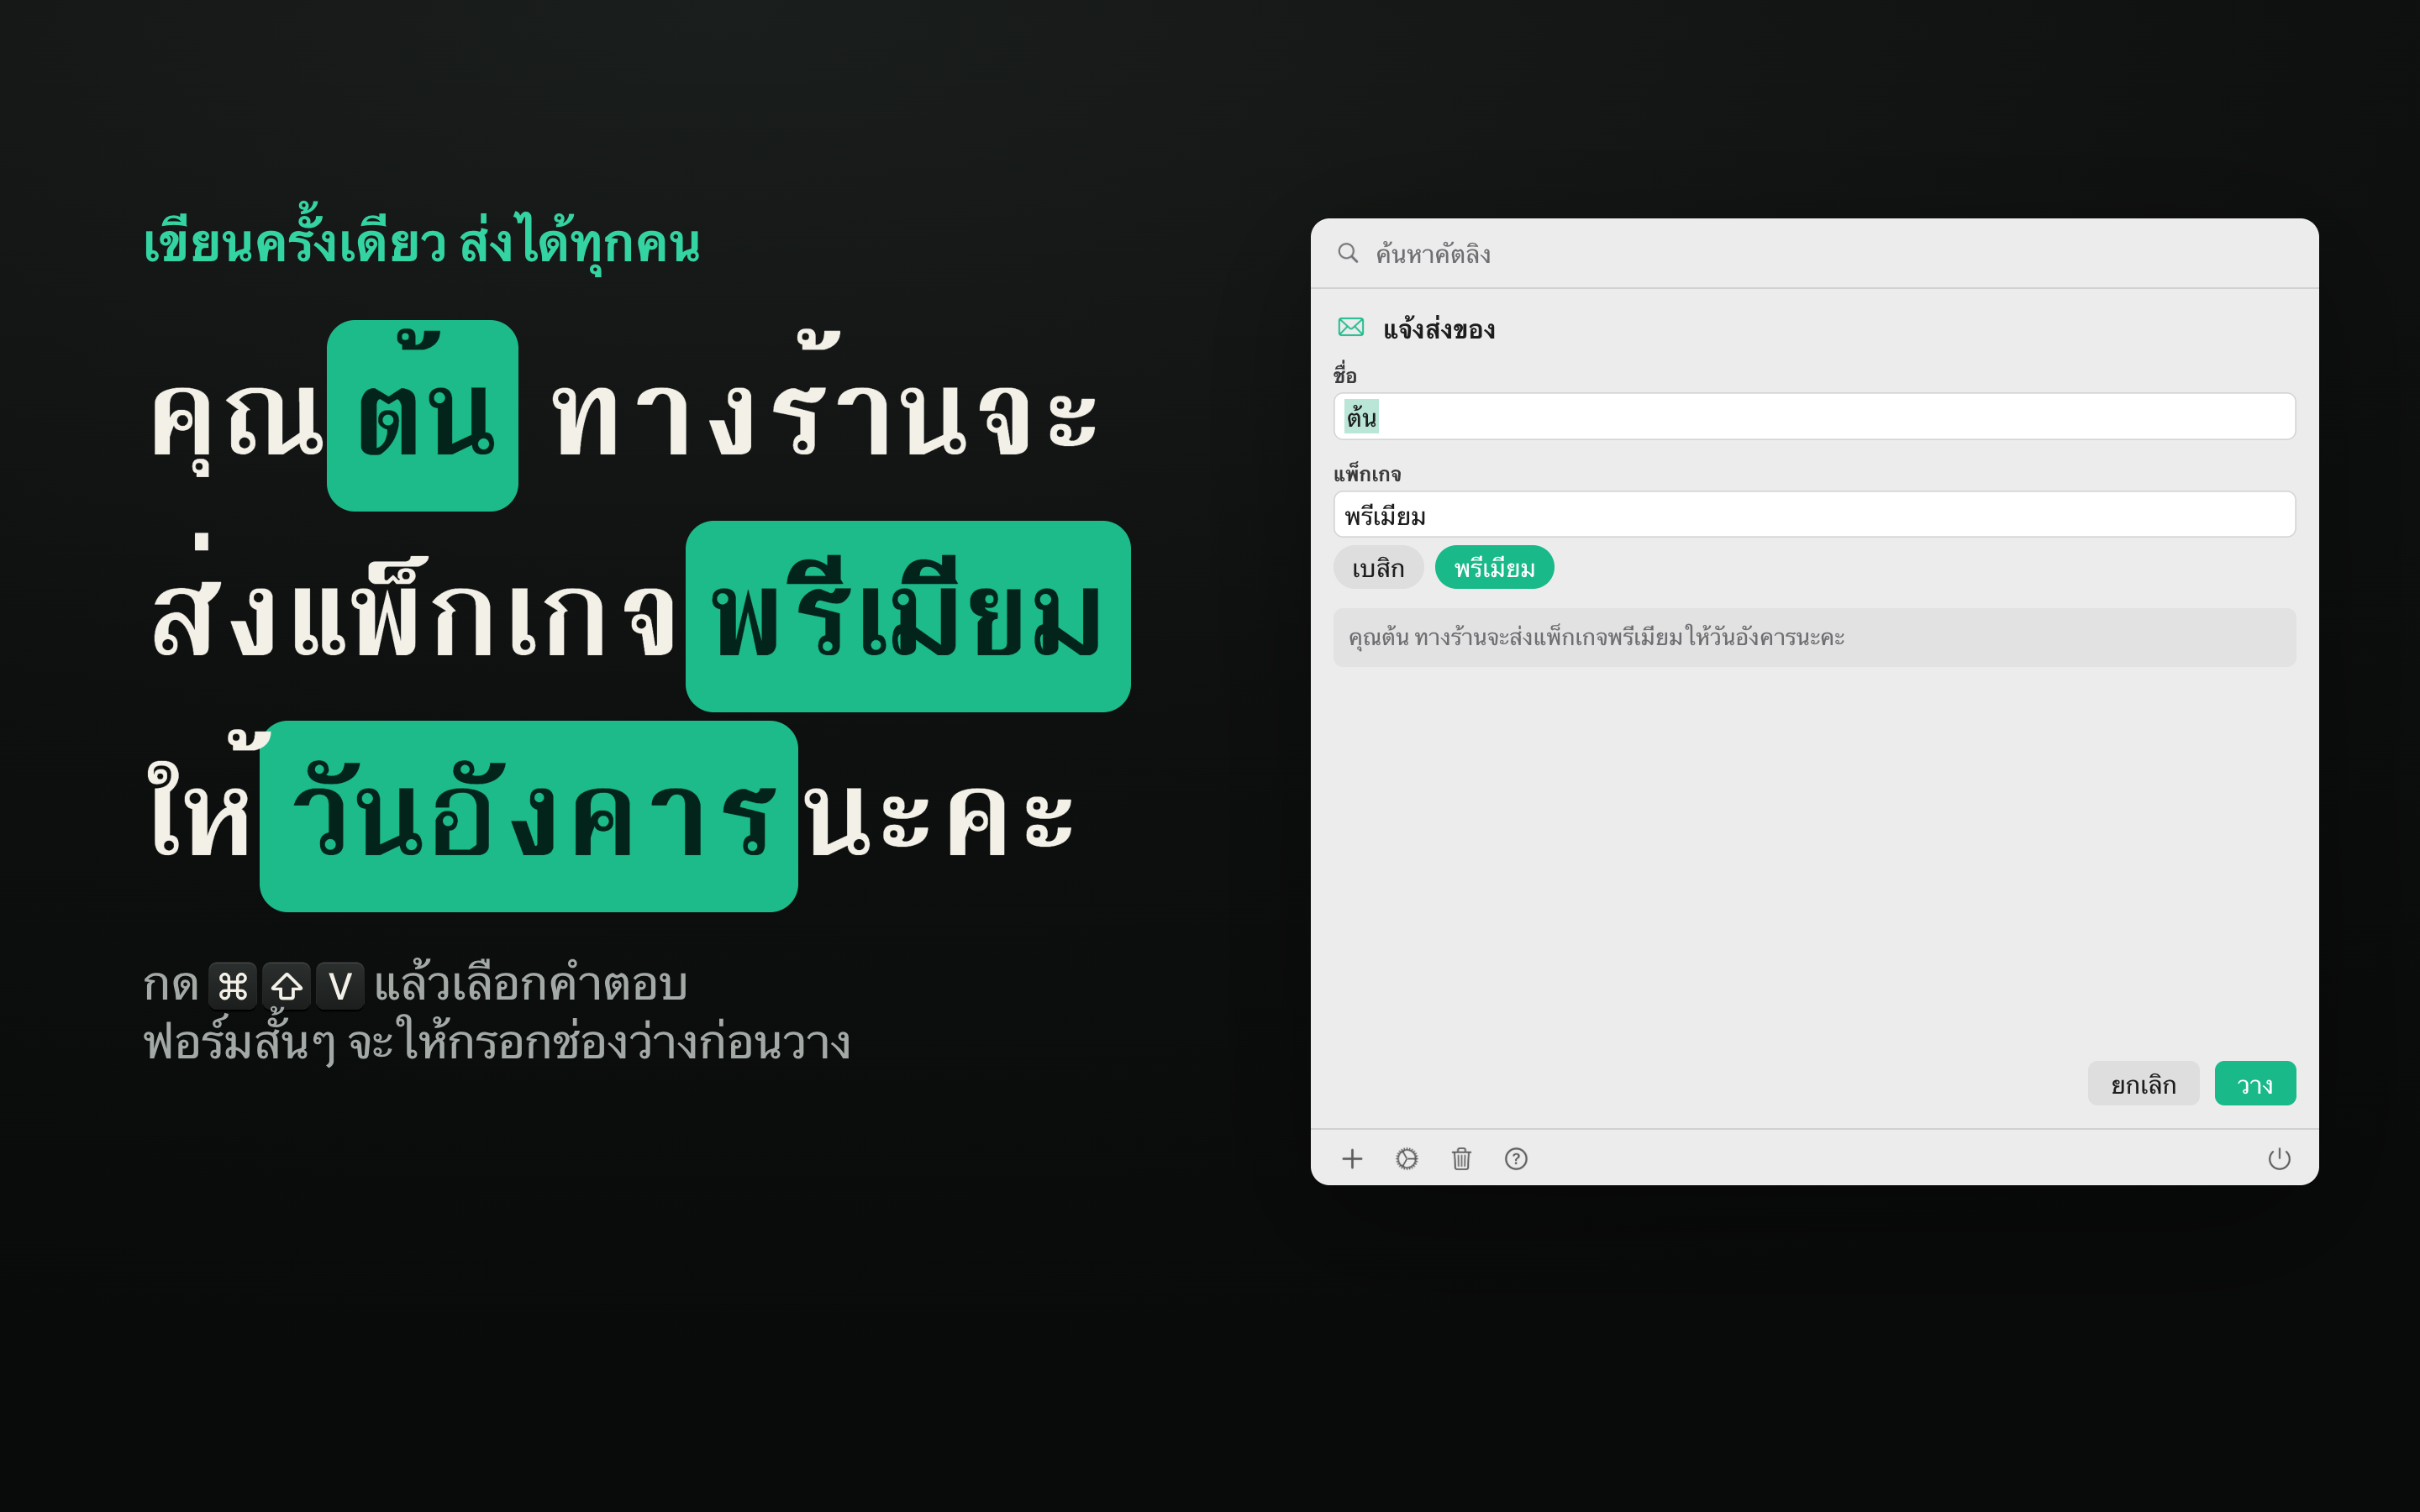 เขียนครั้งเดียว ส่งได้ทุกคน
คุณต้น ทางร้านจะ
ส่งแพ็กเกจพรีเมียม
ให้วันอังคารนะคะ
กด ⌘ ⇧ V แล้วเลือกคำตอบ
ฟอร์มสั้นๆ จะให้กรอกช่องว่างก่อนวาง
ค้นหาคัตลิง
แจ้งส่งของ
ชื่อ
ต้น
แพ็กเกจ
พรีเมียม
เบสิก พรีเมียม
คุณต้น ทางร้านจะส่งแพ็กเกจพรีเมียม ให้วันอังคารนะคะ
ยกเลิก วาง